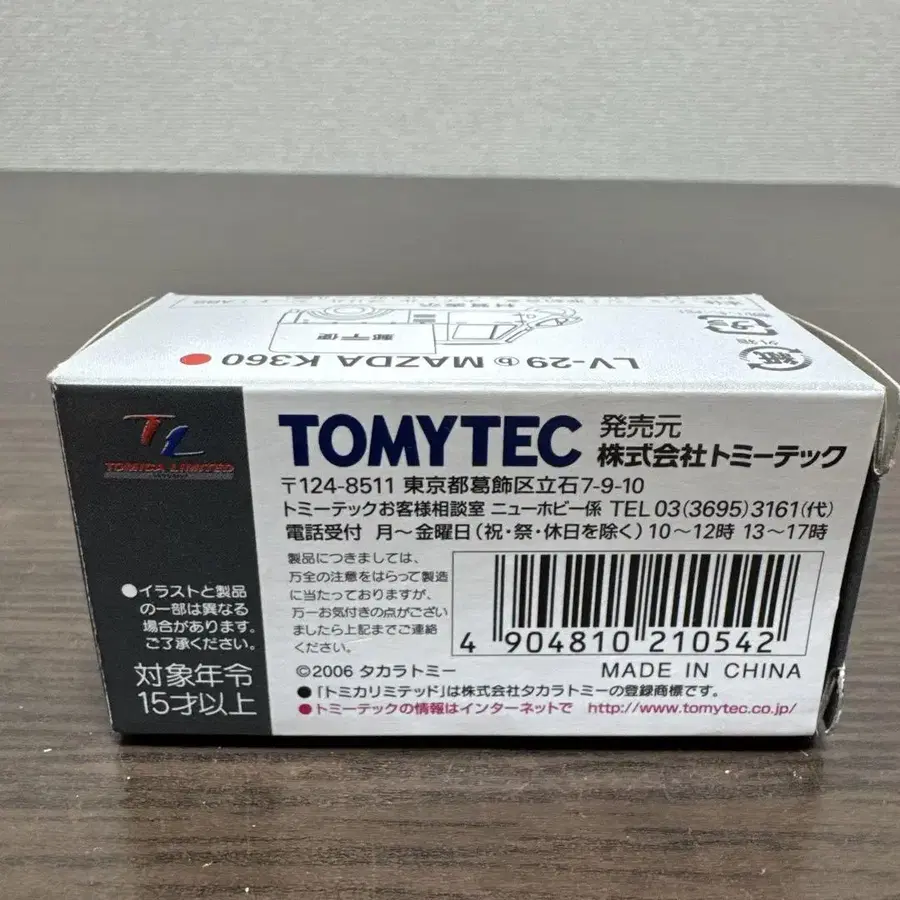 LV-29 b MAZDA K360
郵便
紙
外箱
TL
TOMICA LIMITED
●イラストと製品
の一部は異なる
場合があります。
ご了承ください。
対象年令
15才以上
TOMYTEC 発売元
株式会社トミーテック
〒124-8511 東京都葛飾区立石7-9-10
トミーテックお客様相談室 ニューホビー係 TEL 03(3695)3161(代)
電話受付 月〜金曜日(祝・祭・休日を除く)10〜12時 13〜17時
製品につきましては、
万全の注意をはらって製造
に当たっておりますが、
万一お気付きの点がござい
ましたら上記までご連絡
ください。
4 904810 210542
©2006 タカラトミー MADE IN CHINA
●「トミカリミテッド」は株式会社タカラトミーの登録商標です。
●トミーテックの情報はインターネットで http://www.tomytec.co.jp/